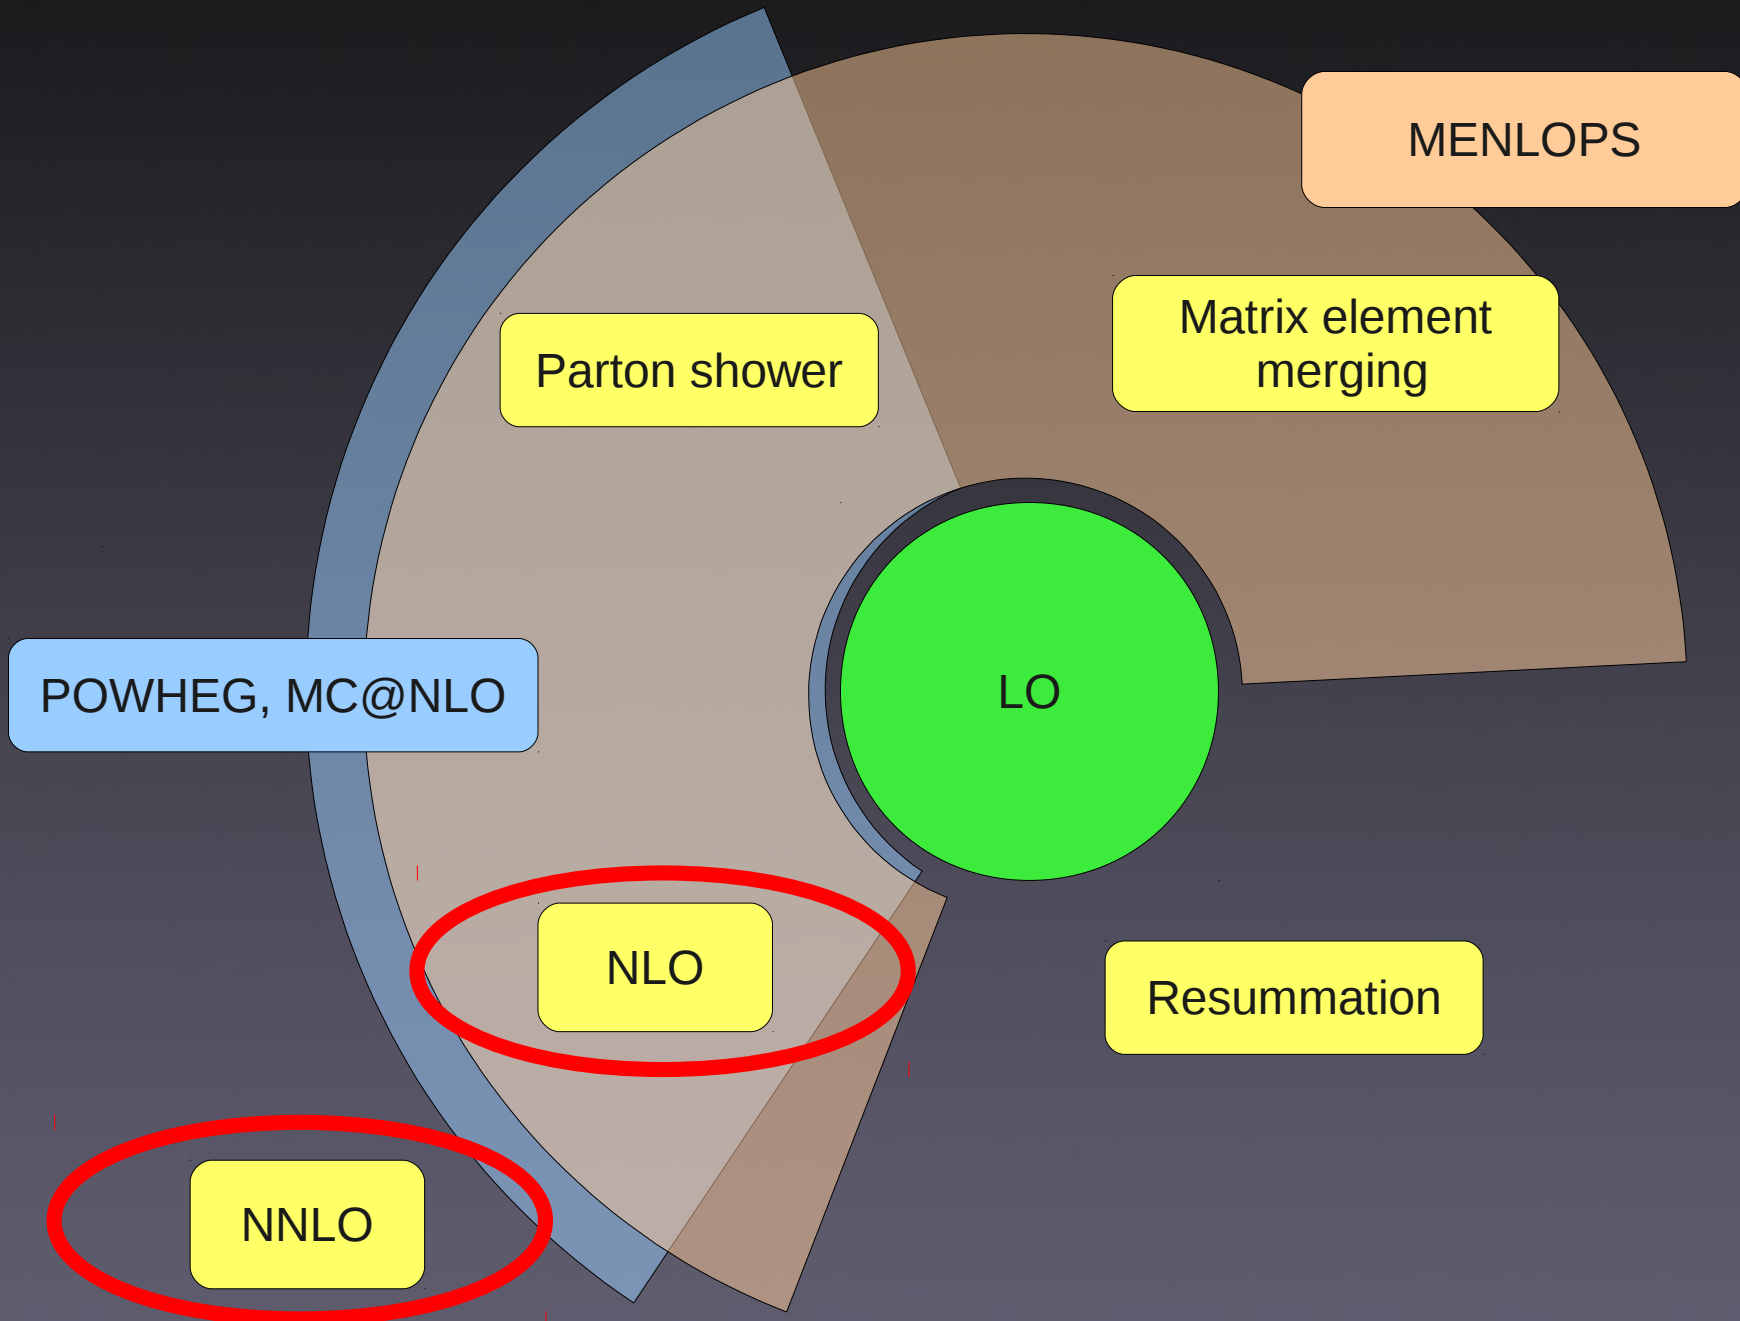 MENLOPS
Matrix element
merging
Parton shower
POWHEG, MC@NLO
LO
NLO
Resummation
NNLO